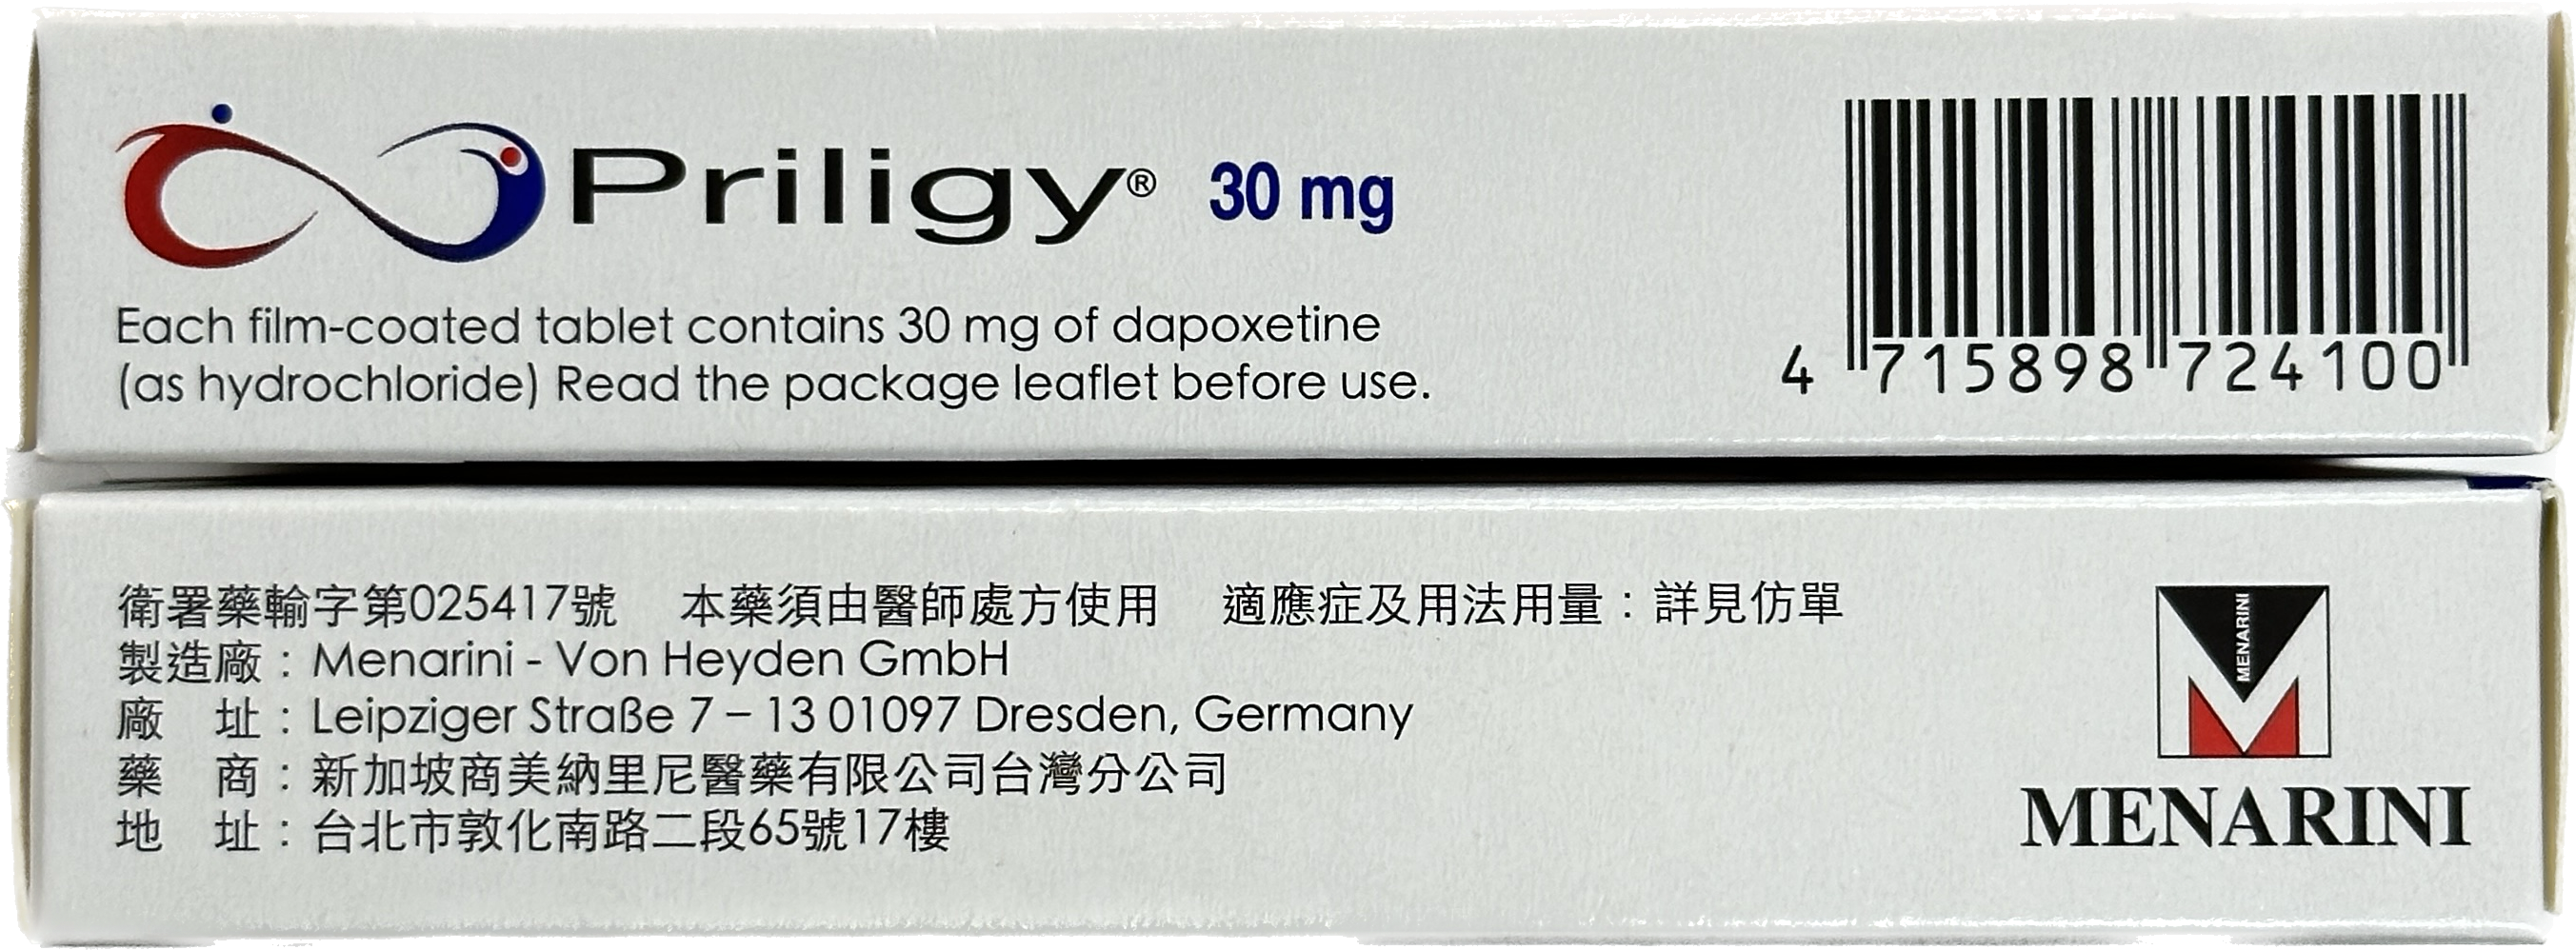 Priligy® 30 mg
Each film-coated tablet contains 30 mg of dapoxetine
(as hydrochloride) Read the package leaflet before use.
4 715898 724100
衛署藥輸字第025417號 本藥須由醫師處方使用 適應症及用法用量：詳見仿單
製造廠：Menarini - Von Heyden GmbH
廠 址：Leipziger Straße 7 – 13 01097 Dresden, Germany
藥 商：新加坡商美納里尼醫藥有限公司台灣分公司
地 址：台北市敦化南路二段65號17樓
MENARINI
MENARINI